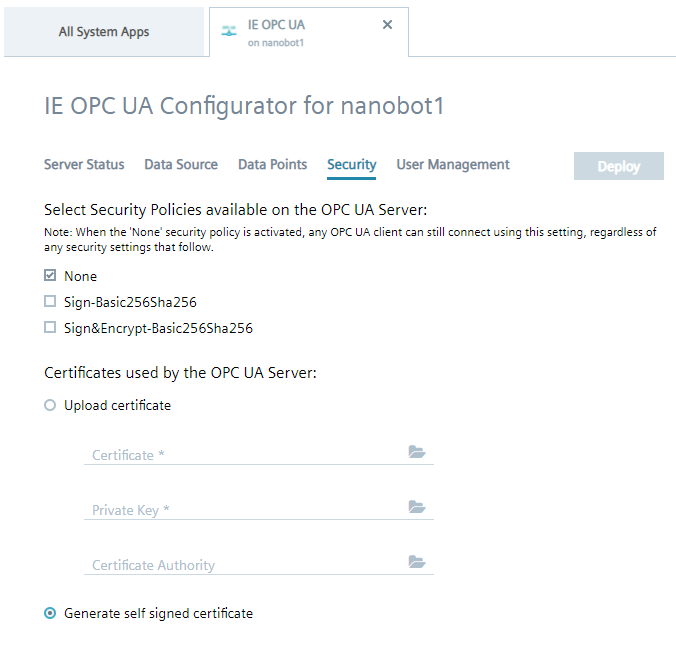 All System Apps
IE OPC UA
on nanobot1
IE OPC UA Configurator for nanobot1
Server Status Data Source Data Points Security User Management Deploy
Select Security Policies available on the OPC UA Server:
Note: When the 'None' security policy is activated, any OPC UA client can still connect using this setting, regardless of
any security settings that follow.
None
Sign-Basic256Sha256
Sign&Encrypt-Basic256Sha256
Certificates used by the OPC UA Server:
Upload certificate
Certificate *
Private Key *
Certificate Authority
Generate self signed certificate